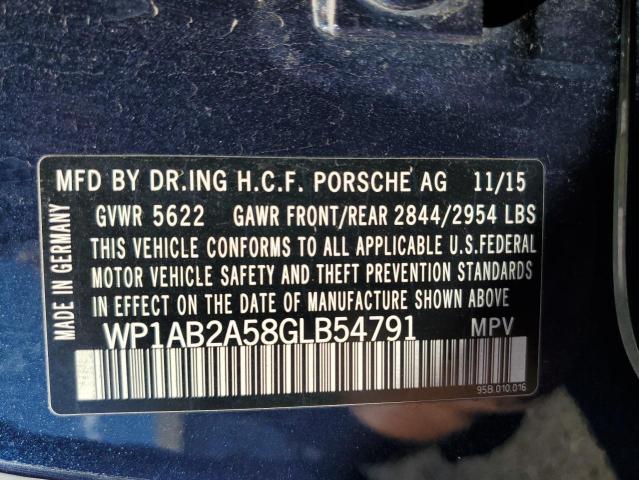 MFD BY DR.ING H.C.F. PORSCHE AG 11/15
GVWR 5622 GAWR FRONT/REAR 2844/2954 LBS
THIS VEHICLE CONFORMS TO ALL APPLICABLE U.S.FEDERAL
MOTOR VEHICLE SAFETY AND THEFT PREVENTION STANDARDS
IN EFFECT ON THE DATE OF MANUFACTURE SHOWN ABOVE
WP1AB2A58GLB54791 MPV
95B.010.016
MADE IN GERMANY